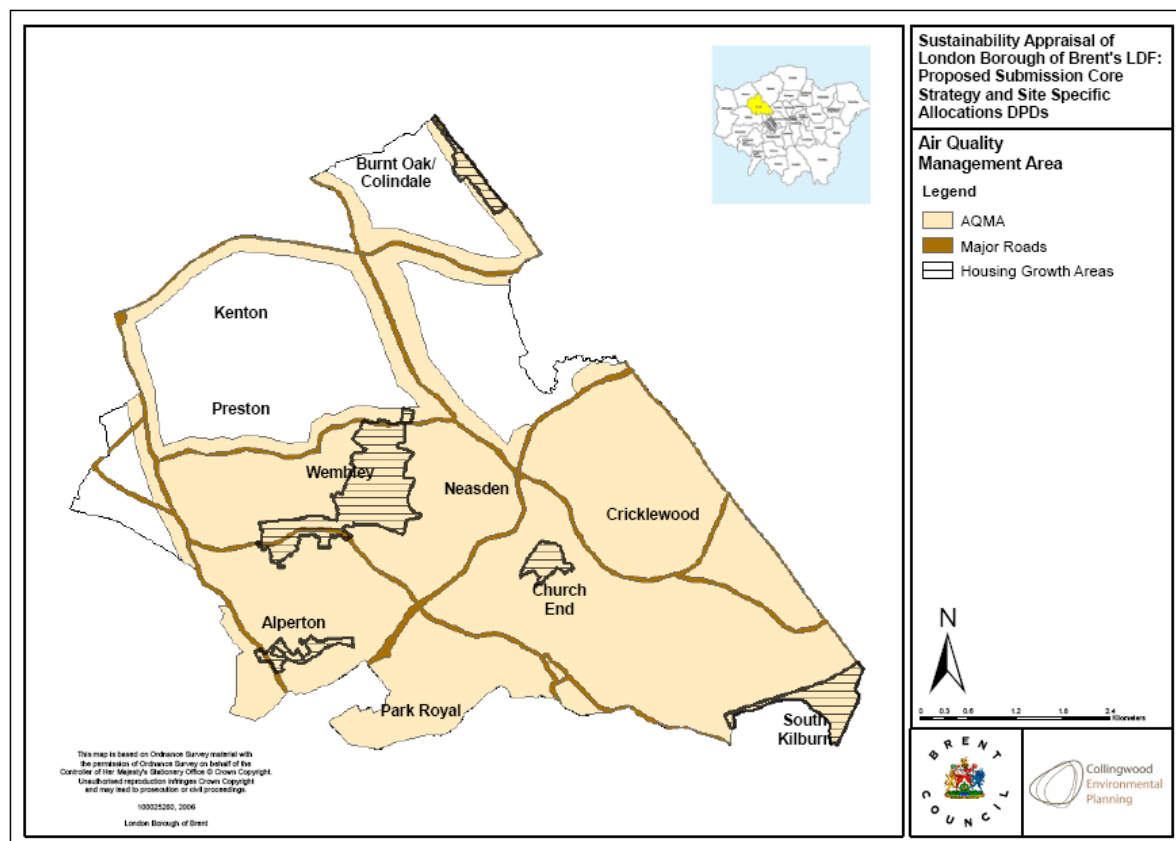 Sustainability Appraisal of
London Borough of Brent's LDF:
Proposed Submission Core
Strategy and Site Specific
Allocations DPDs
Air Quality
Management Area
Legend
AQMA
Major Roads
Housing Growth Areas
Burnt Oak/
Colindale
Kenton
Preston
Wembley
Neasden
Cricklewood
Church
End
Alperton
Park Royal
South
Kilburn
N
0 0.3 0.6 1.2 1.8 2.4
Kilometers
This map is based on Ordnance Survey material with
the permission of Ordnance Survey on behalf of the
Controller of Her Majesty's Stationery Office © Crown Copyright.
Unauthorised reproduction infringes Crown Copyright
and may lead to prosecution or civil proceedings.
100025260, 2006
London Borough of Brent
BRENT
COUNCIL
Collingwood
Environmental
Planning